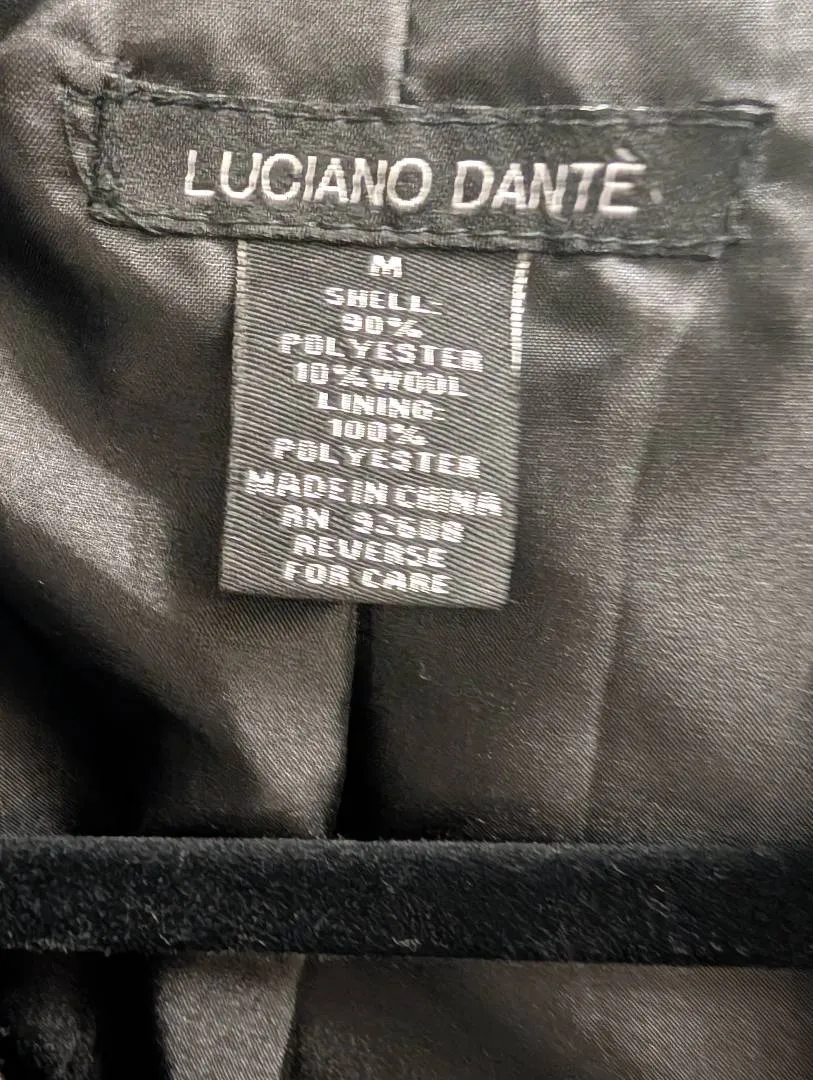 LUCIANO DANTÈ
M
SHELL-
90%
POLYESTER
10% WOOL
LINING-
100%
POLYESTER
MADE IN CHINA
RN 92608
REVERSE
FOR CARE